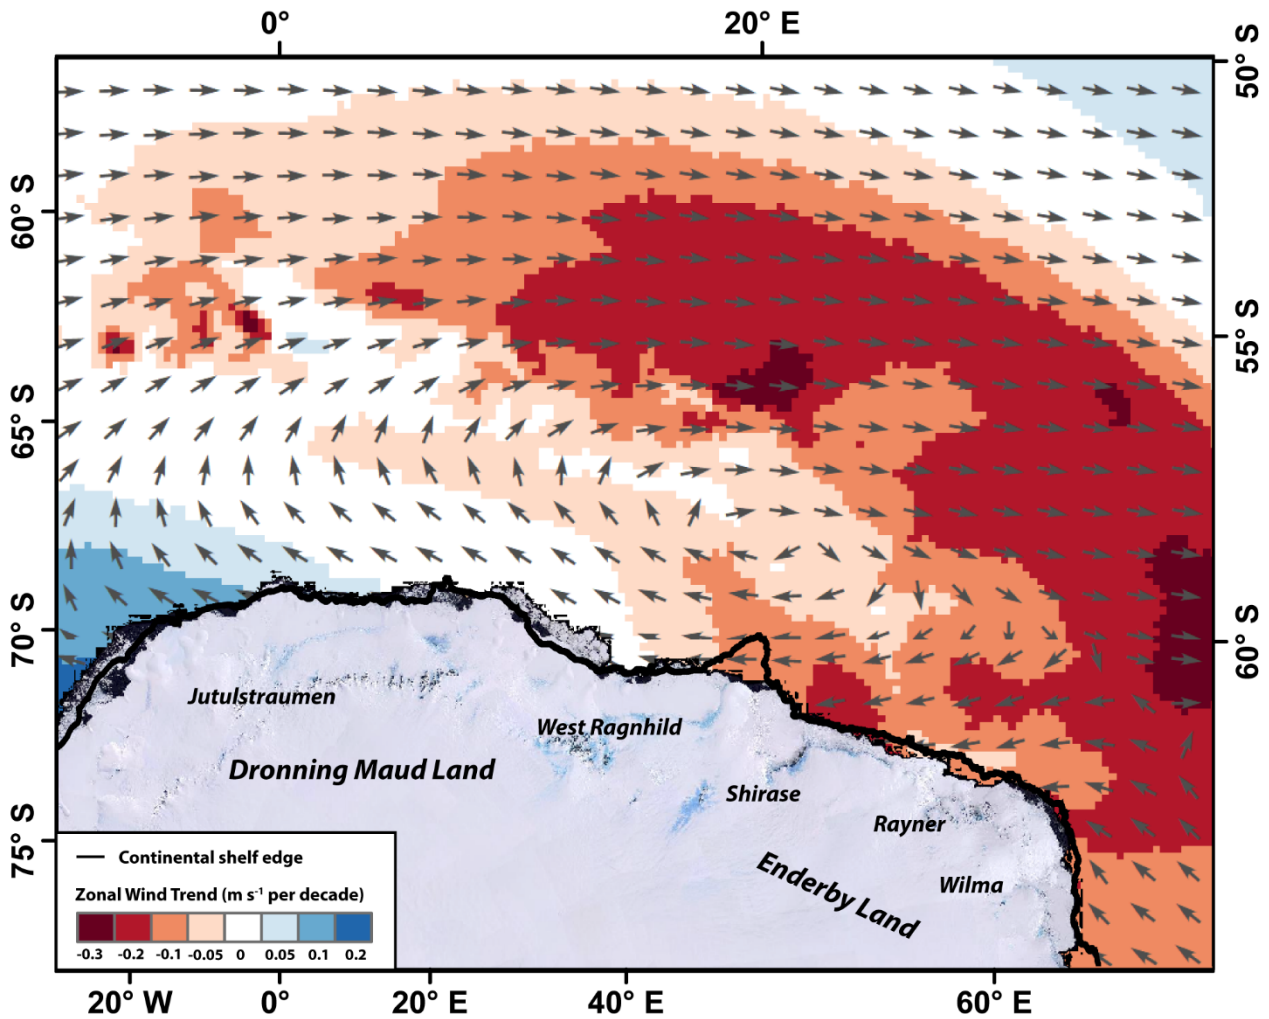 0° 20° E
50° S
60° S
55° S
65° S
70° S
60° S
Jutulstraumen
West Ragnhild
Dronning Maud Land
Shirase
Rayner
75° S
Enderby Land
Wilma
Continental shelf edge
Zonal Wind Trend (m s⁻¹ per decade)
-0.3 -0.2 -0.1 -0.05 0 0.05 0.1 0.2
20° W 0° 20° E 40° E 60° E